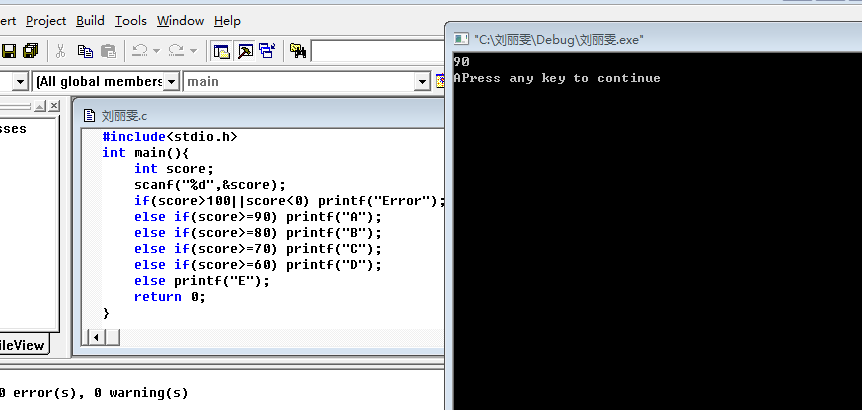 ert Project Build Tools Window Help
(All global members main
"C:\刘丽雯\Debug\刘丽雯.exe"
90
APress any key to continue
sses
刘丽雯.c
#include<stdio.h>
int main(){
int score;
scanf("%d",&score);
if(score>100||score<0) printf("Error");
else if(score>=90) printf("A");
else if(score>=80) printf("B");
else if(score>=70) printf("C");
else if(score>=60) printf("D");
else printf("E");
return 0;
}
ileView
0 error(s), 0 warning(s)